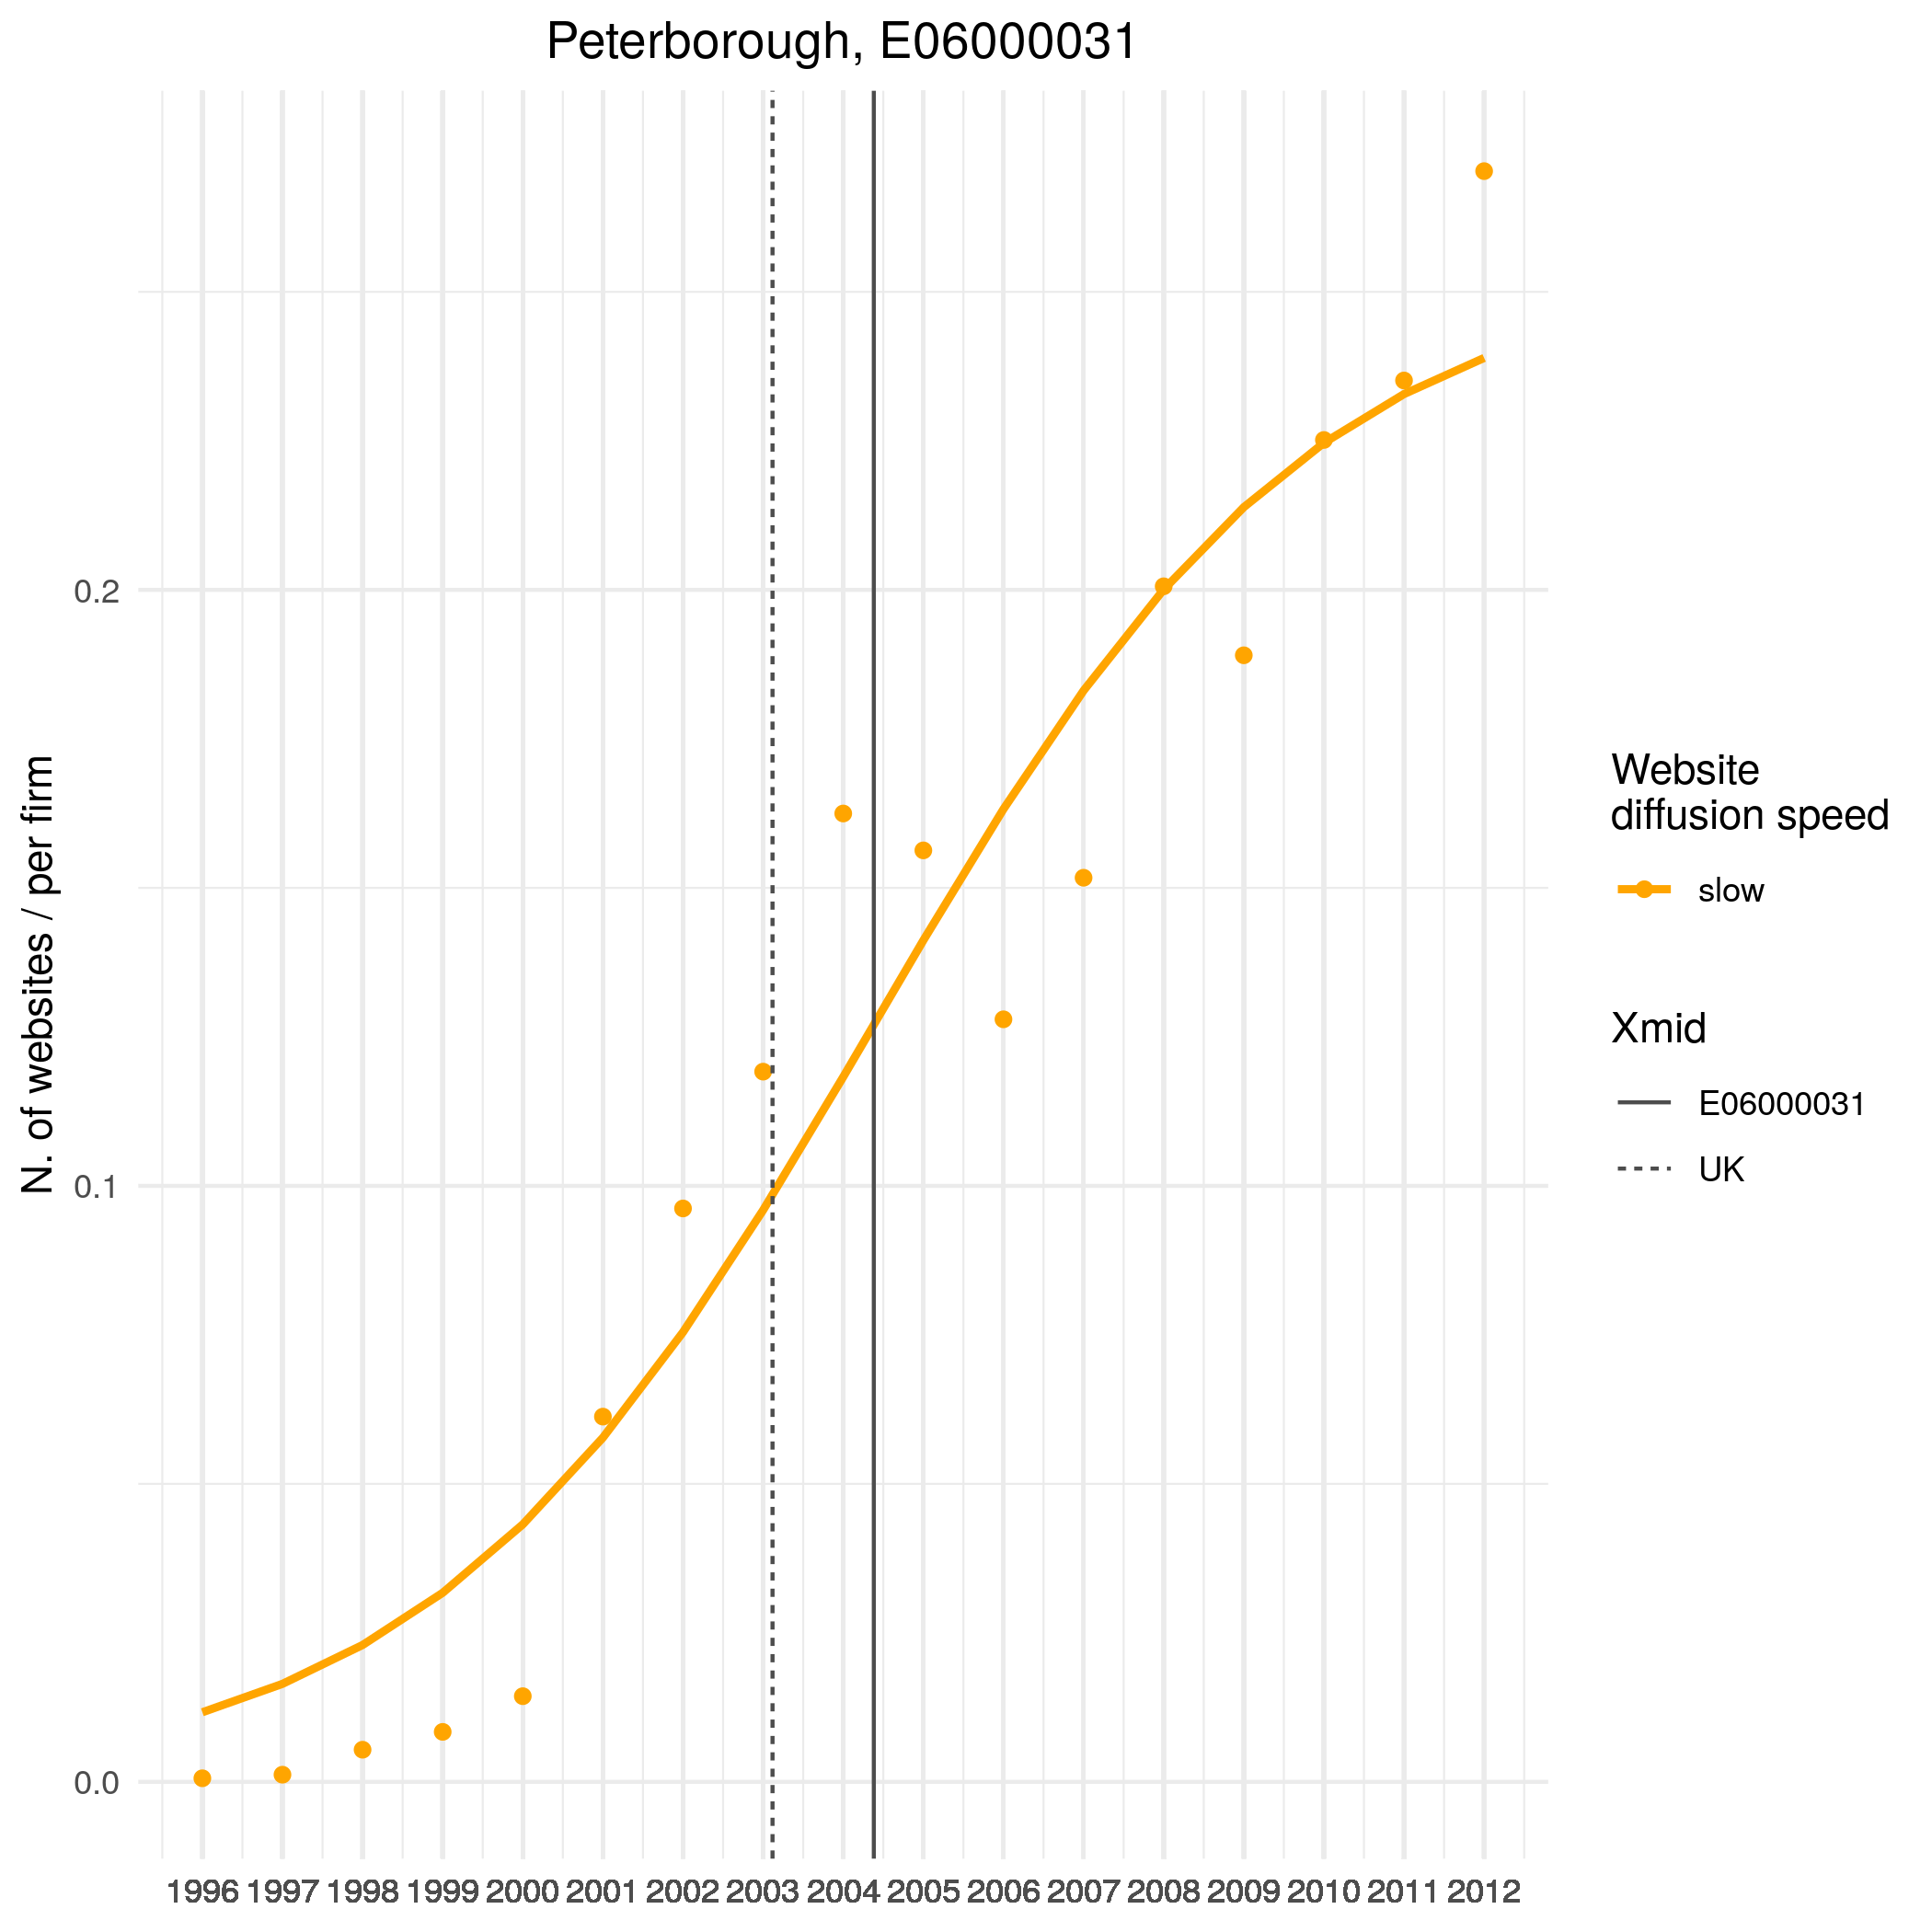 Peterborough, E06000031
N. of websites / per firm
0.2
0.1
0.0
1996 1997 1998 1999 2000 2001 2002 2003 2004 2005 2006 2007 2008 2009 2010 2011 2012
Website
diffusion speed
slow
Xmid
E06000031
UK